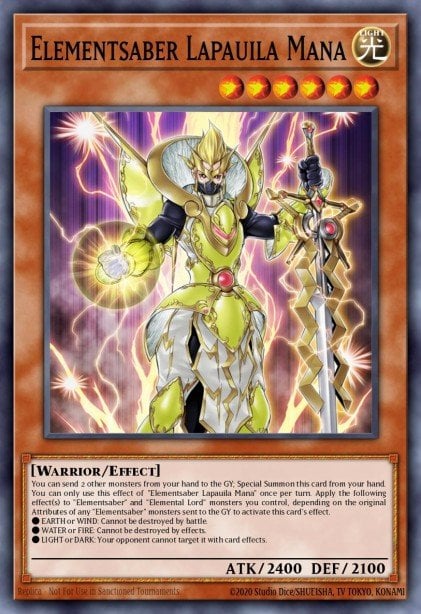 Elementsaber Lapauila Mana
LIGHT
光
[Warrior/Effect]
You can send 2 other monsters from your hand to the GY; Special Summon this card from your hand.
You can only use this effect of "Elementsaber Lapauila Mana" once per turn. Apply the following
effect(s) to "Elementsaber" and "Elemental Lord" monsters you control, depending on the original
Attributes of any "Elementsaber" monsters sent to the GY to activate this card's effect.
●EARTH or WIND: Cannot be destroyed by battle.
●WATER or FIRE: Cannot be destroyed by effects.
●LIGHT or DARK: Your opponent cannot target it with card effects.
ATK/2400 DEF/2100
Replica - Not For Use in Sanctioned Tournaments
©2020 Studio Dice/SHUEISHA, TV TOKYO, KONAMI